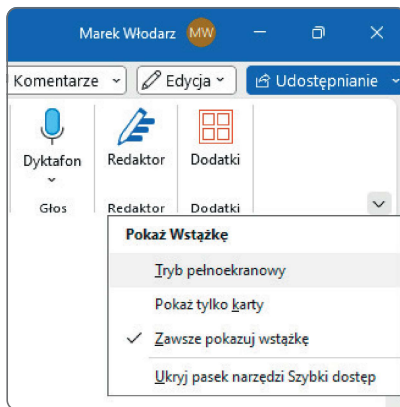 Marek Włodarz MW
Komentarze Edycja Udostępnianie
Dyktafon Redaktor Dodatki
Głos Redaktor Dodatki
Pokaż Wstążkę
Tryb pełnoekranowy
Pokaż tylko karty
Zawsze pokazuj wstążkę
Ukryj pasek narzędzi Szybki dostęp